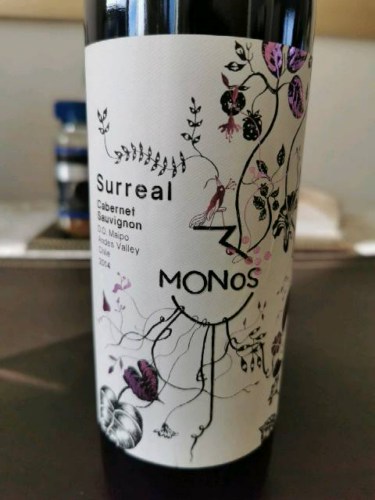 Surreal
Cabernet
Sauvignon
D.O. Maipo
Andes Valley
Chile
2014
MONOS